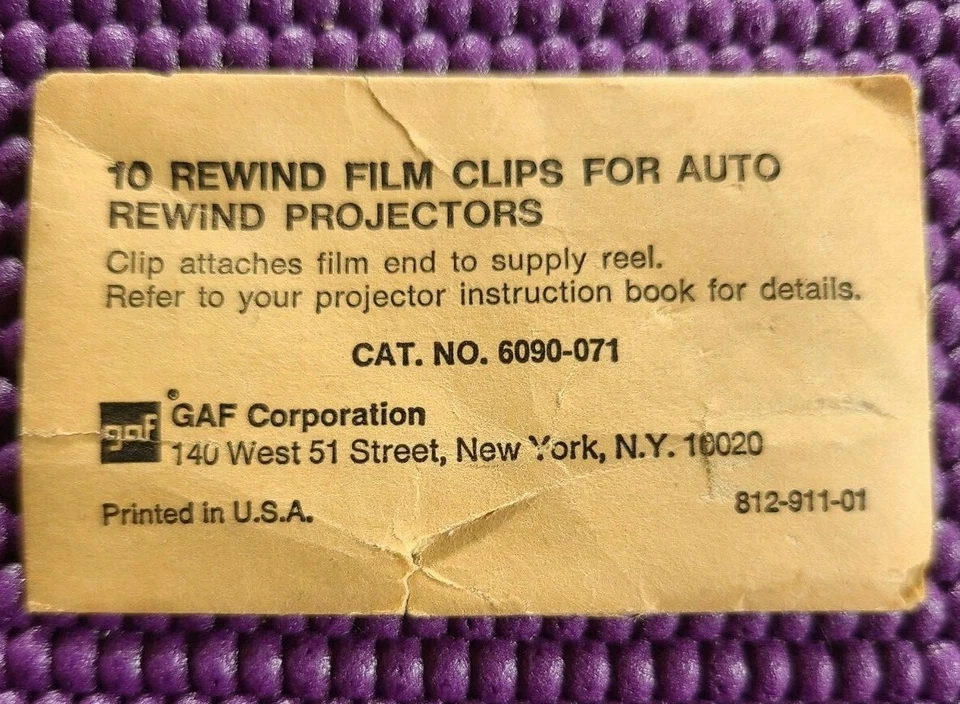 10 REWIND FILM CLIPS FOR AUTO
REWIND PROJECTORS
Clip attaches film end to supply reel.
Refer to your projector instruction book for details.
CAT. NO. 6090-071
gaf
® GAF Corporation
140 West 51 Street, New York, N.Y. 10020
Printed in U.S.A.
812-911-01